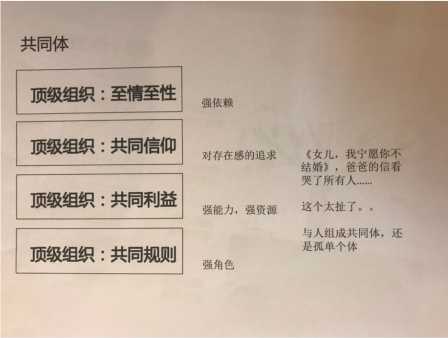 共同体
顶级组织：至情至性
强依赖
顶级组织：共同信仰
对存在感的追求
《女儿，我宁愿你不
结婚》，爸爸的信看
哭了所有人......
顶级组织：共同利益
强能力，强资源
这个太扯了。。
顶级组织：共同规则
强角色
与人组成共同体，还
是孤单个体